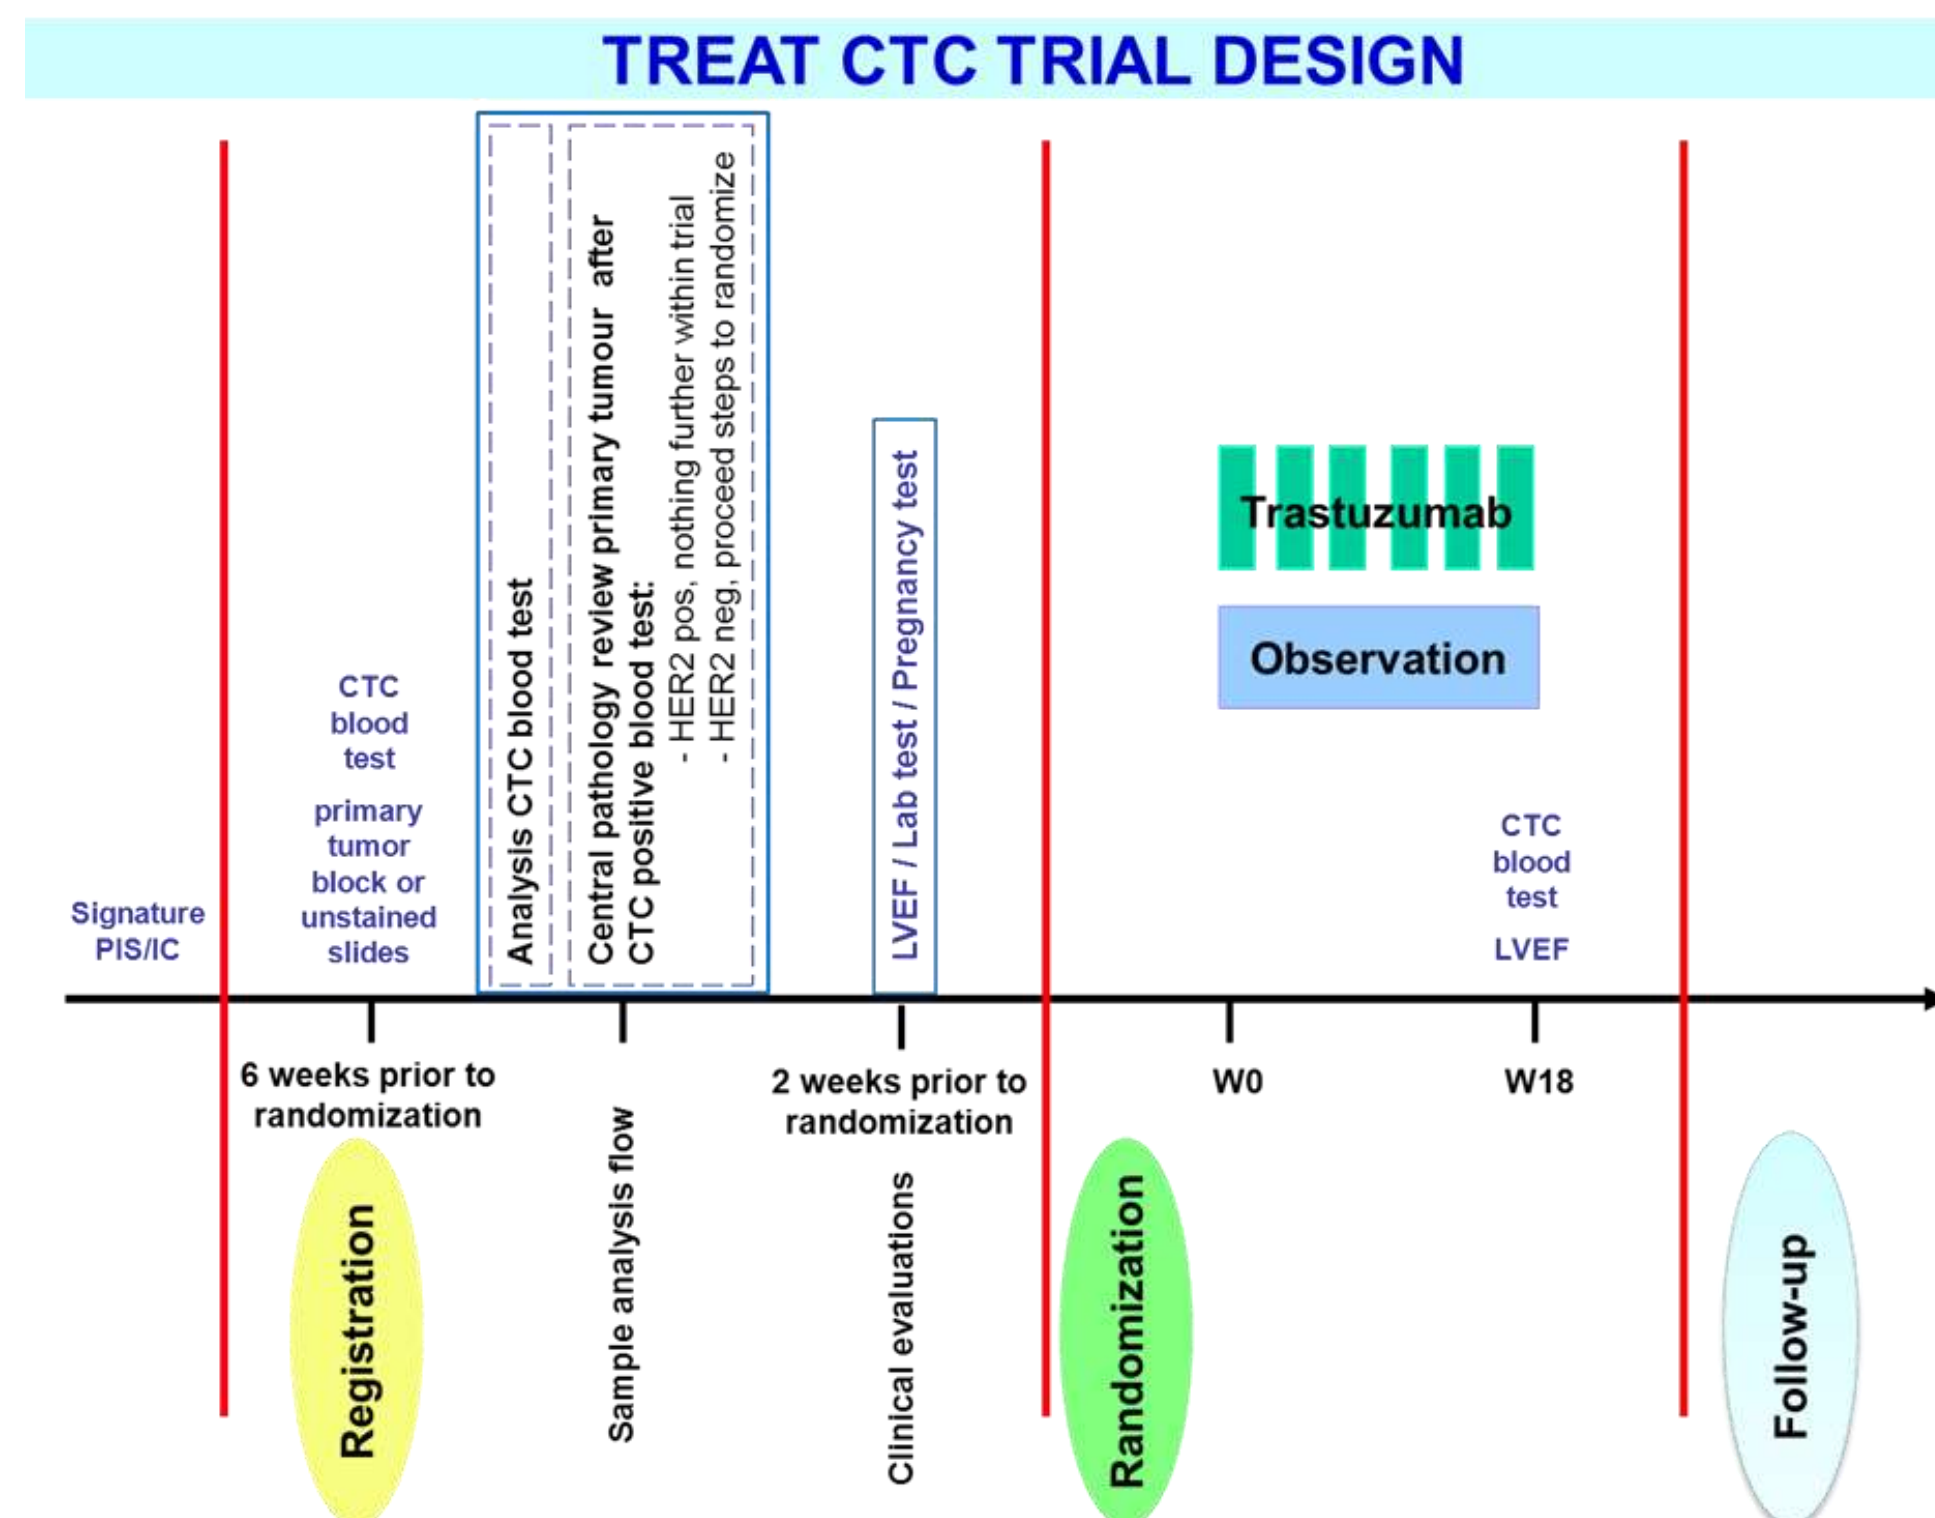 TREAT CTC TRIAL DESIGN
Signature
PIS/IC
CTC
blood
test
primary
tumor
block or
unstained
slides
Analysis CTC blood test
Central pathology review primary tumour after
CTC positive blood test:
- HER2 pos, nothing further within trial
- HER2 neg, proceed steps to randomize
LVEF / Lab test / Pregnancy test
Trastuzumab
Observation
CTC
blood
test
LVEF
6 weeks prior to
randomization
Sample analysis flow
2 weeks prior to
randomization
Clinical evaluations
W0
W18
Registration
Randomization
Follow-up